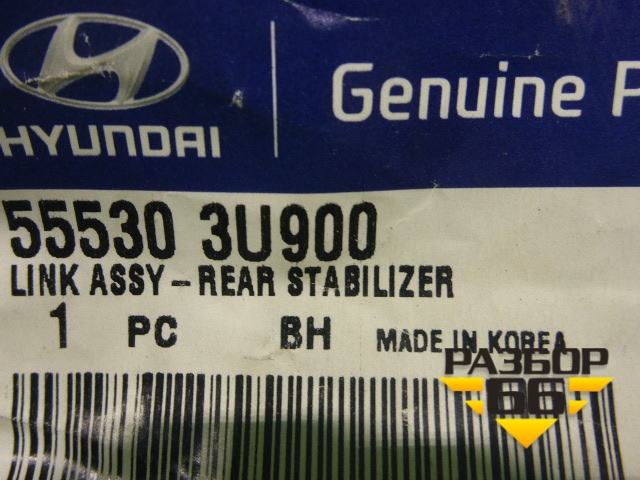 HYUNDAI
Genuine P
55530 3U900
LINK ASSY-REAR STABILIZER
1 PC BH MADE IN KOREA
РАЗБОР
66